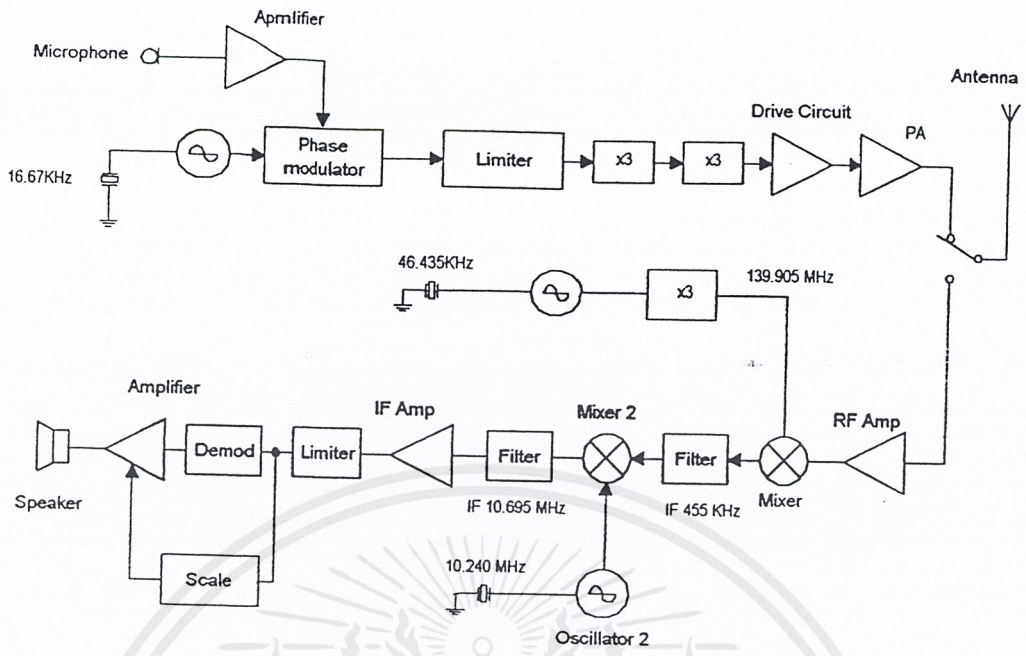 Apmlifier
Microphone
Antenna
Drive Circuit
PA
Phase
modulator
Limiter
x3
x3
16.67KHz
46.435KHz
x3
139.905 MHz
Amplifier
IF Amp
Mixer 2
RF Amp
Demod
Limiter
Filter
Filter
Speaker
IF 10.695 MHz
IF 455 KHz
Mixer
Scale
10.240 MHz
Oscillator 2